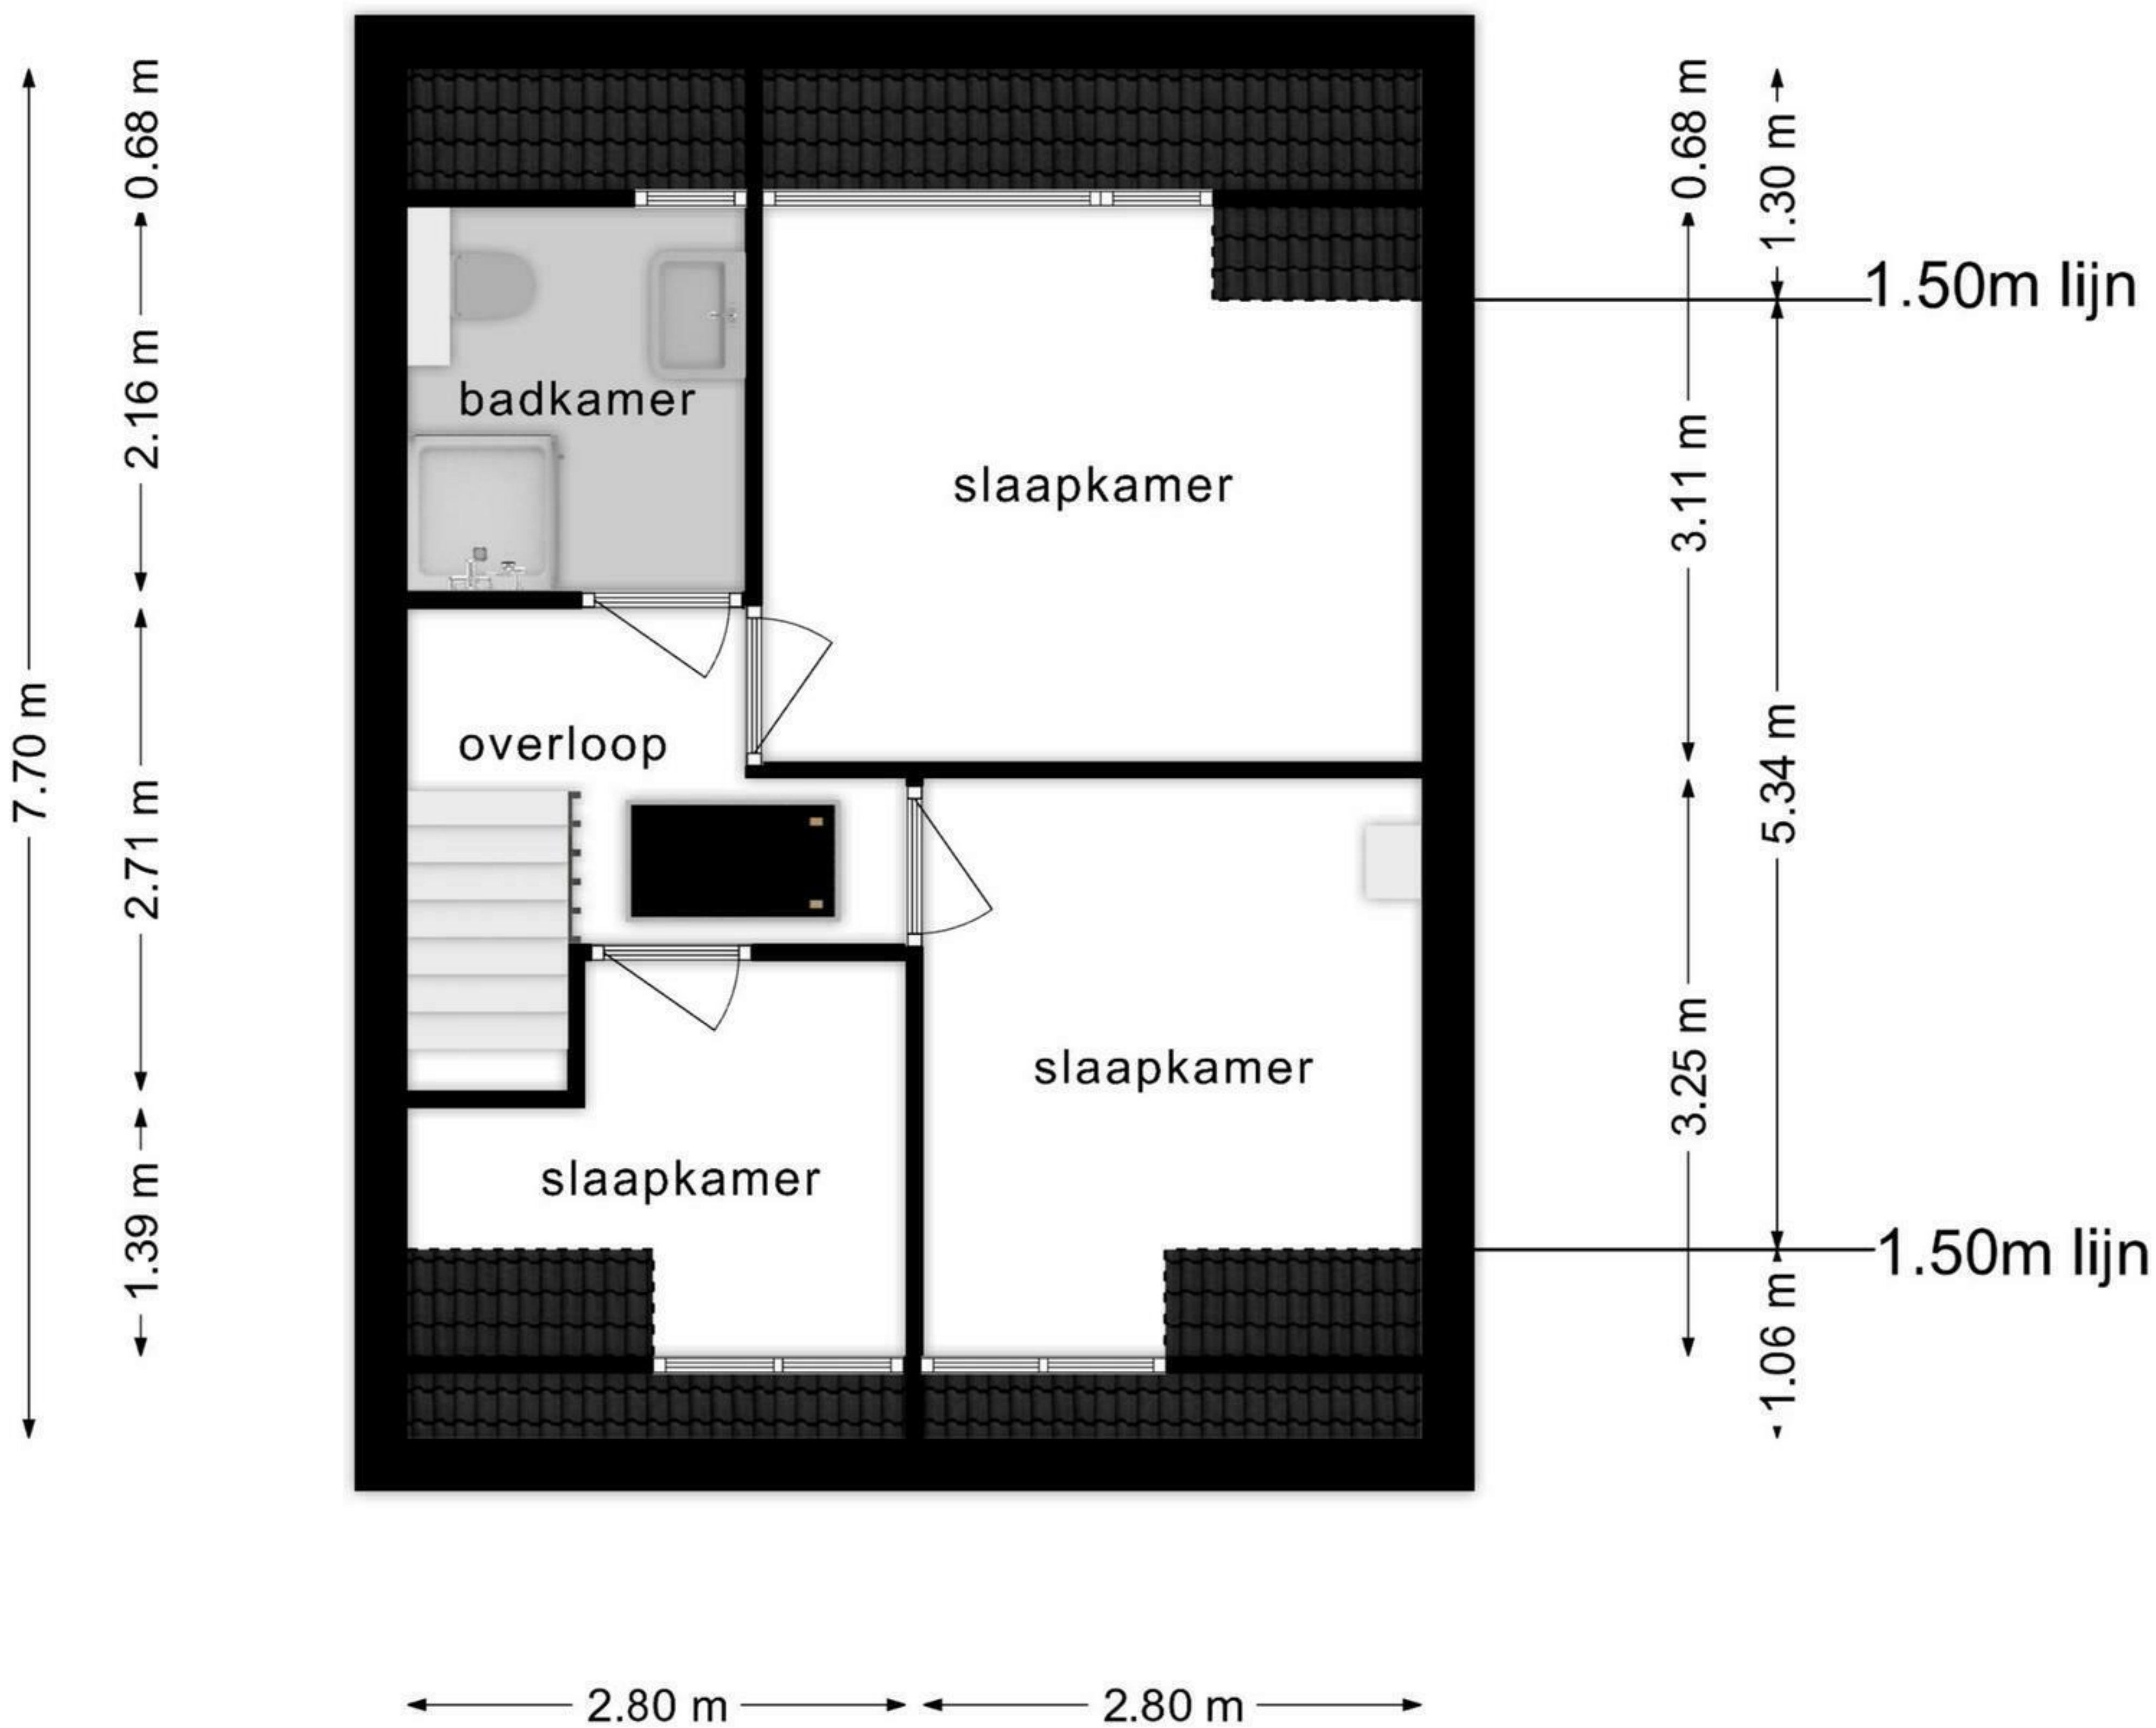 0.68 m
0.68 m
1.30 m
1.50m lijn
2.16 m
badkamer
slaapkamer
3.11 m
7.70 m
overloop
5.34 m
2.71 m
slaapkamer
3.25 m
slaapkamer
1.39 m
1.50m lijn
1.06 m
2.80 m
2.80 m